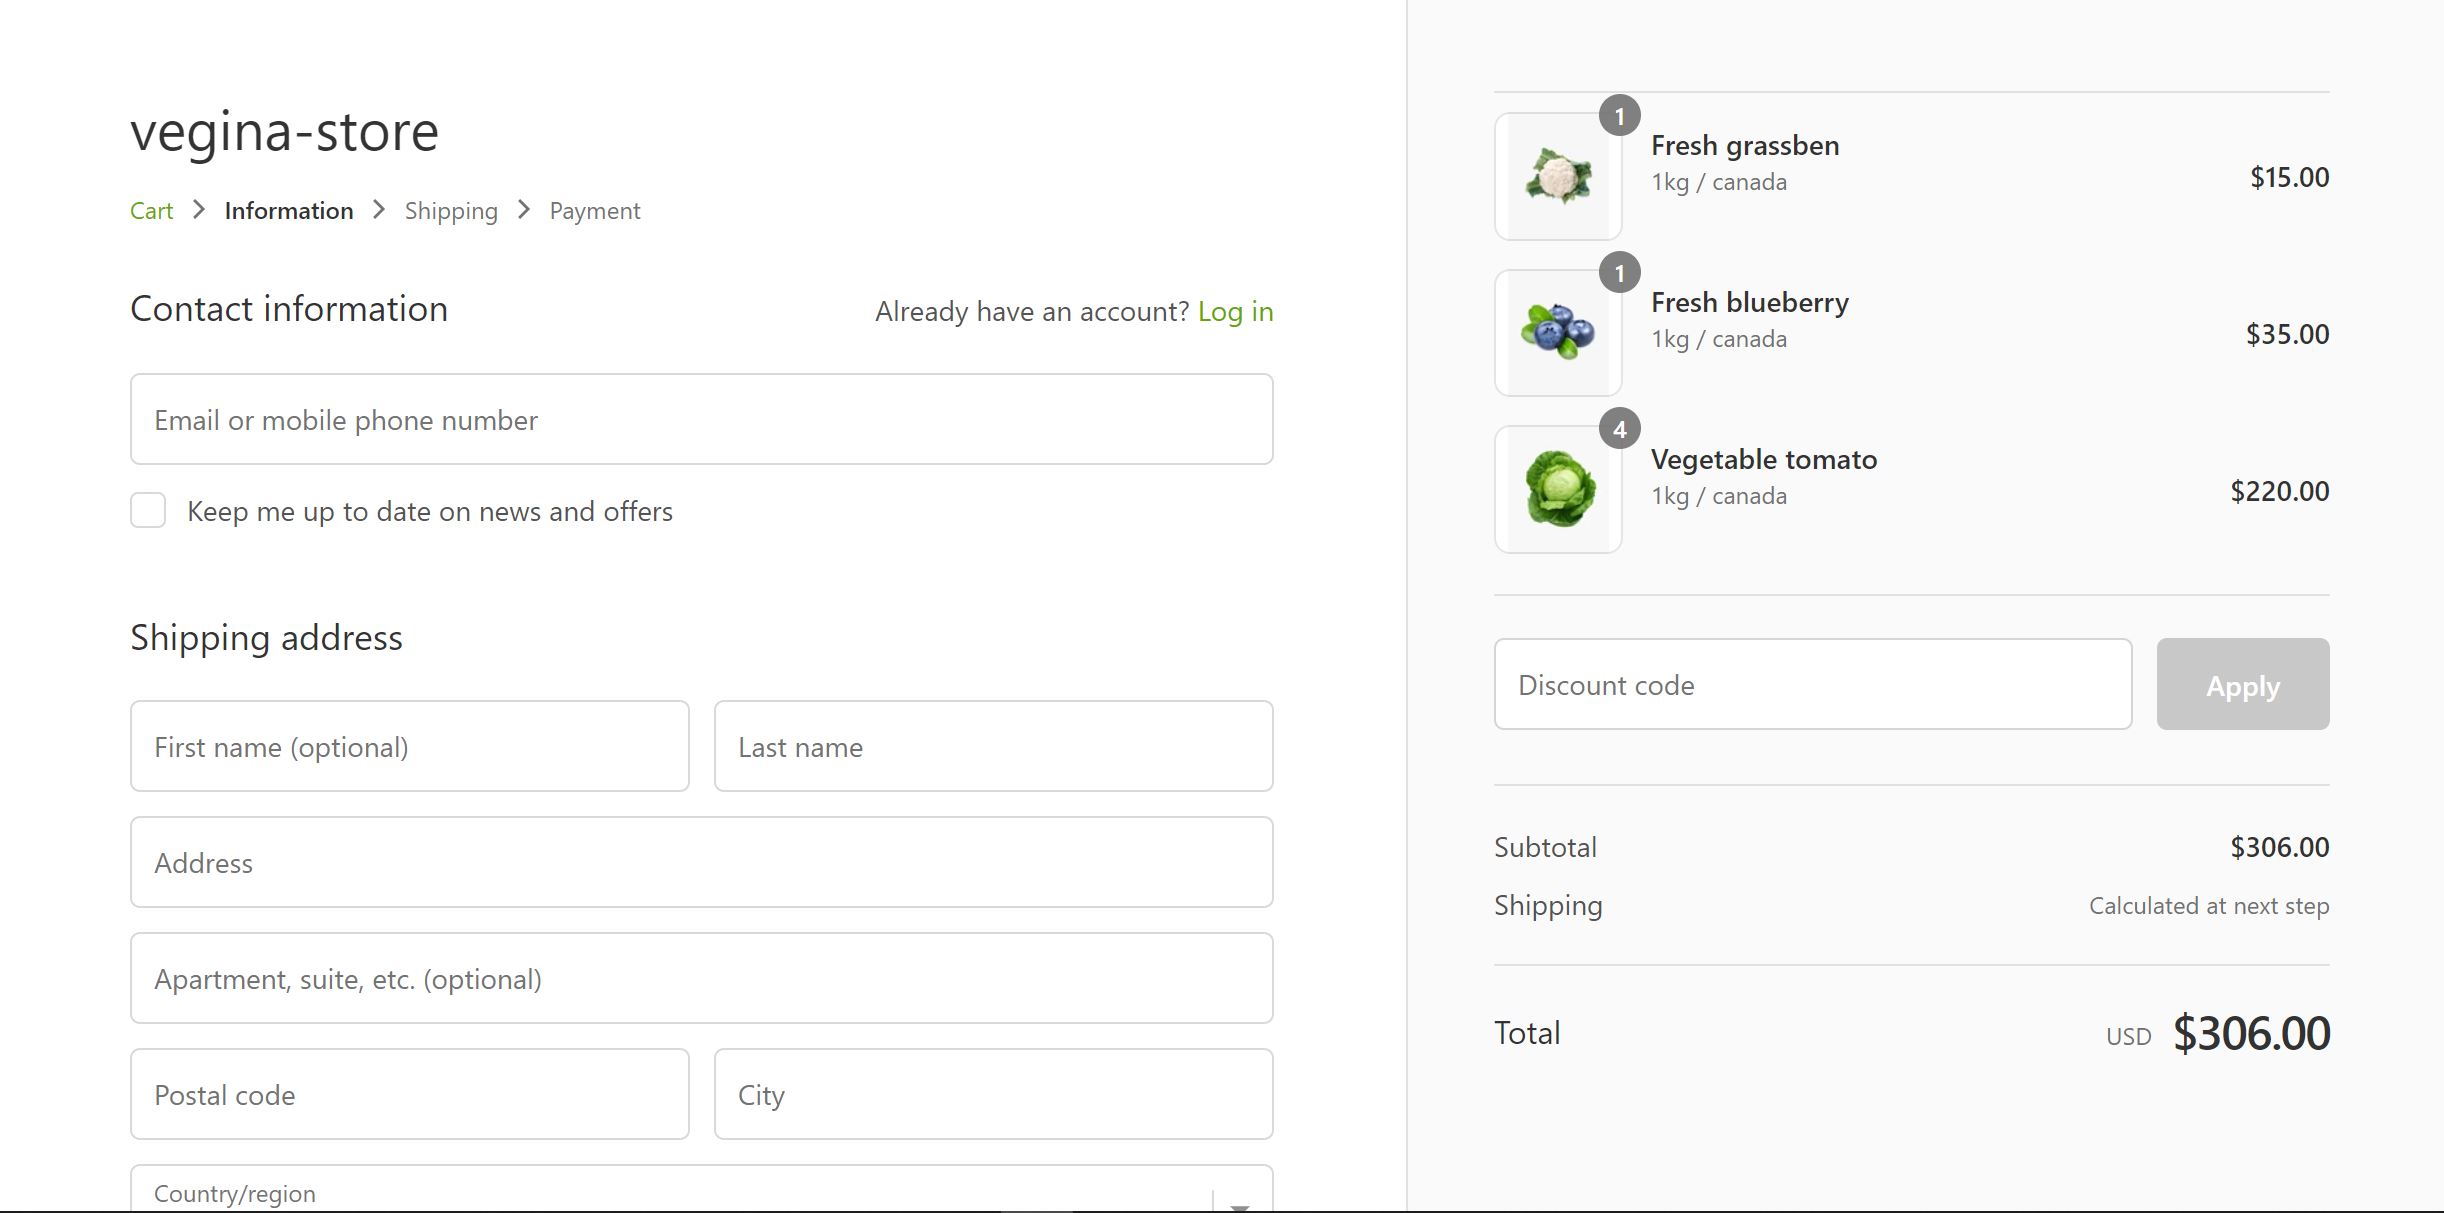 vegina-store
Cart > Information > Shipping > Payment
Contact information
Already have an account? Log in
Email or mobile phone number
Keep me up to date on news and offers
Shipping address
First name (optional)
Last name
Address
Apartment, suite, etc. (optional)
Postal code
City
Country/region
1
Fresh grassben
1kg / canada
$15.00
1
Fresh blueberry
1kg / canada
$35.00
4
Vegetable tomato
1kg / canada
$220.00
Discount code
Apply
Subtotal
$306.00
Shipping
Calculated at next step
Total
USD $306.00